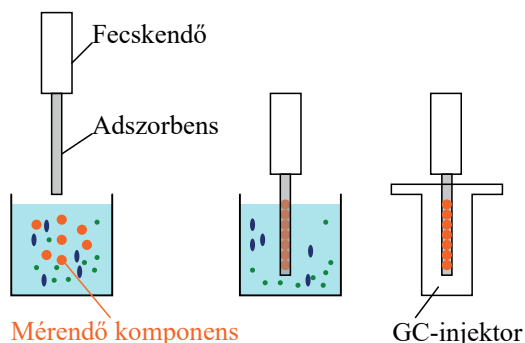 Fecskendő
Adszorbens
Mérendő komponens
GC-injektor